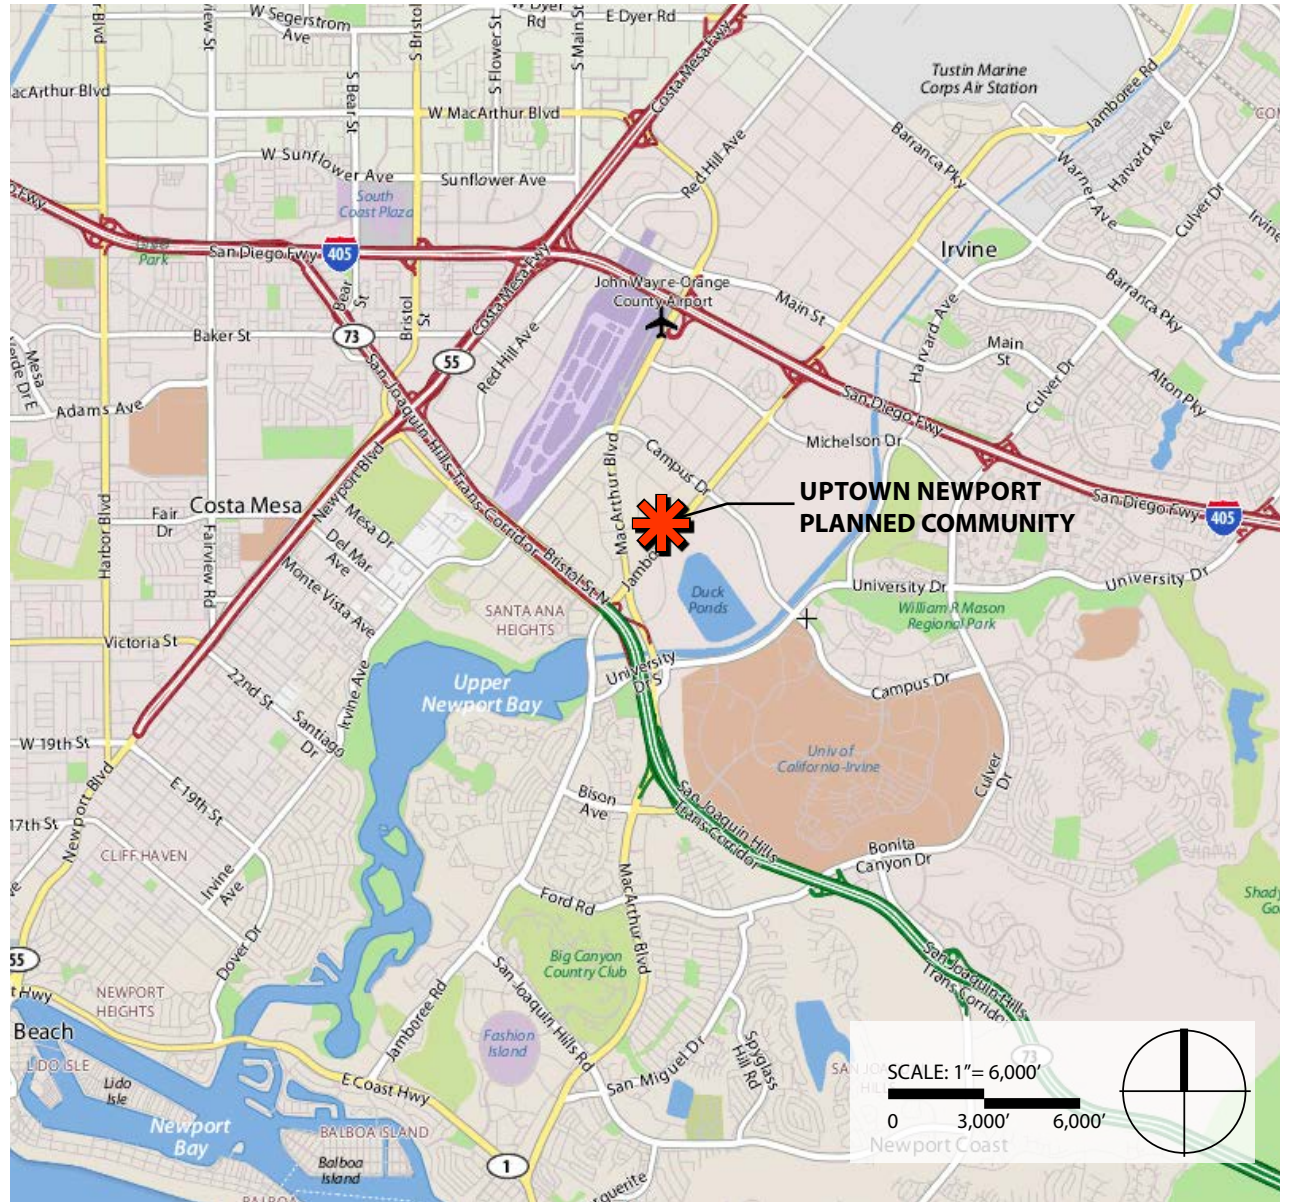 W Segerstrom
Ave
S Bristol
S Flower St
Rd
S Main St
E Dyer Rd
Costa Mesa Fwy
Tustin Marine
Corps Air Station
Jamboree Rd
S Bear St
W MacArthur Blvd
Red Hill Ave
Barranca Pky
Warner Ave
Harvard Ave
Culver Dr
W Sunflower Ave
Sunflower Ave
South
Coast Plaza
San Diego Fwy
405
Costa Mesa Fwy
Irvine
John Wayne-Orange
County Airport
Main St
Barranca Pky
Bear
St
Bristol
St
Baker St
73
55
Red Hill Ave
Harvard Ave
Main
St
Culver Dr
Alton Pky
Mesa
Adams Ave
San Joaquin Hills Trans Corridor
San Diego Fwy
Michelson Dr
Campus Dr
MacArthur Blvd
UPTOWN NEWPORT
PLANNED COMMUNITY
San Diego Fwy
405
Costa Mesa
Newport Blvd
Harbor Blvd
Fair
Dr
Fairview Rd
Mesa Dr
Del Mar
Ave
Monte Vista Ave
Bristol St N
Duck
Ponds
University Dr
University Dr
William R Mason
Regional Park
SANTA ANA
HEIGHTS
Victoria St
22nd St
Santiago
Dr
Irvine Ave
University
Dr S
Upper
Newport Bay
Campus Dr
Univ of
California-Irvine
Culver
Dr
W 19th St
E 19th St
17th St
Newport Blvd
CLIFF HAVEN
Irvine
Ave
Bison
Ave
San Joaquin Hills
Trans Corridor
Bonita
Canyon Dr
MacArthur Blvd
Ford Rd
Dover Dr
Big Canyon
Country Club
San Joaquin Hills
Trans Corridor
55
NEWPORT
HEIGHTS
Beach
Jamboree Rd
San Joaquin Hills Rd
Fashion
Island
San Miguel Dr
Spyglass
Hill Rd
73
LIDO ISLE
Lido
Isle
E Coast Hwy
Newport
Bay
BALBOA ISLAND
Balboa
Island
1
SCALE: 1"= 6,000'
0 3,000' 6,000'
Newport Coast